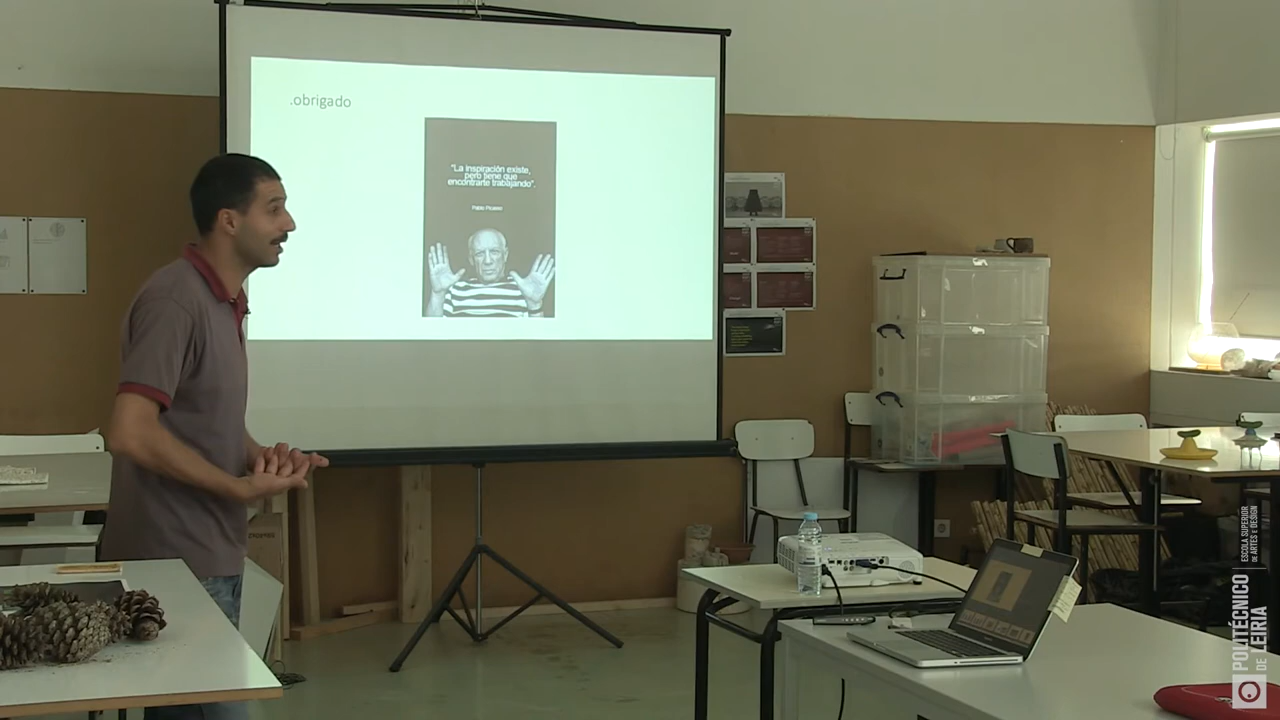 .obrigado
"La inspiración existe,
pero tiene que
encontrarte trabajando".
Pablo Picasso
POLITÉCNICO
DE LEIRIA
ESCOLA SUPERIOR
DE ARTES E DESIGN